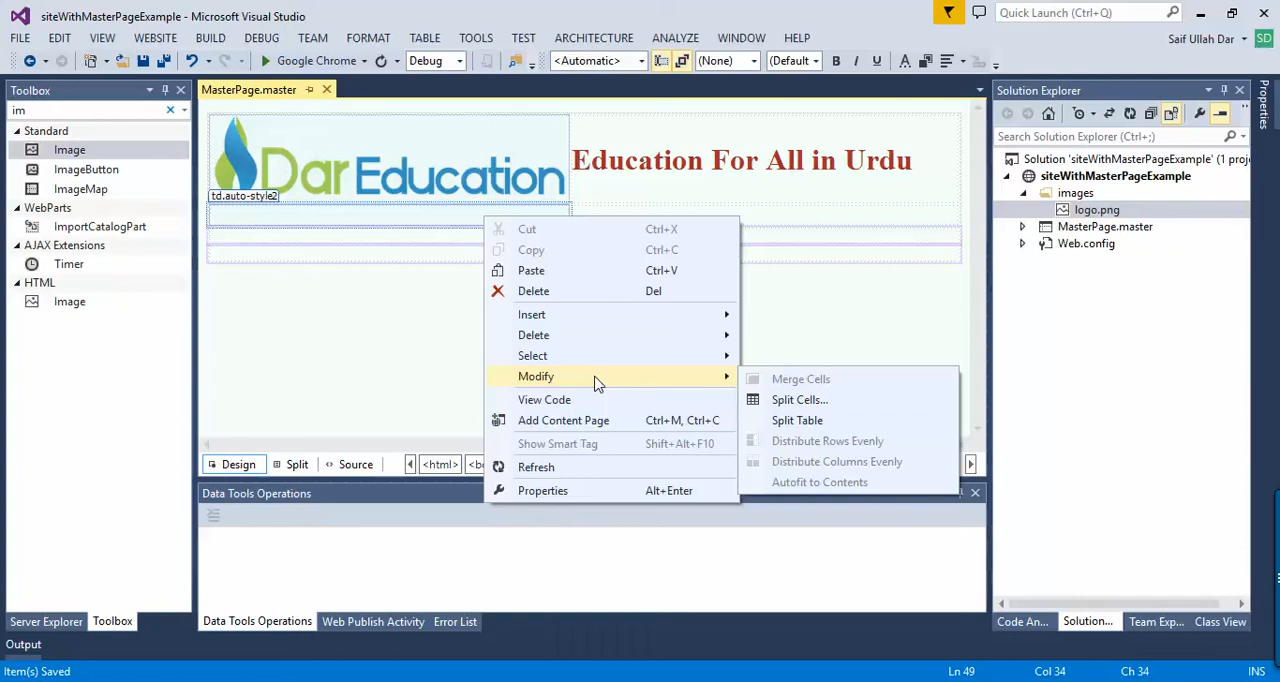 siteWithMasterPageExample - Microsoft Visual Studio
Quick Launch (Ctrl+Q)
FILE EDIT VIEW WEBSITE BUILD DEBUG TEAM FORMAT TABLE TOOLS TEST ARCHITECTURE ANALYZE WINDOW HELP
Saif Ullah Dar SD
Google Chrome Debug <Automatic> (None) (Default B I U A
Toolbox
im
Standard
Image
ImageButton
ImageMap
WebParts
ImportCatalogPart
AJAX Extensions
Timer
HTML
Image
Server Explorer Toolbox
MasterPage.master
Dar Education
Education For All in Urdu
td.auto-style2
Cut Ctrl+X
Copy Ctrl+C
Paste Ctrl+V
Delete Del
Insert
Delete
Select
Modify
View Code
Add Content Page Ctrl+M, Ctrl+C
Show Smart Tag Shift+Alt+F10
Refresh
Properties Alt+Enter
Merge Cells
Split Cells...
Split Table
Distribute Rows Evenly
Distribute Columns Evenly
Autofit to Contents
Design Split Source <html> <bo
Data Tools Operations
Data Tools Operations Web Publish Activity Error List
Solution Explorer
Search Solution Explorer (Ctrl+;)
Solution 'siteWithMasterPageExample' (1 proj
siteWithMasterPageExample
images
logo.png
MasterPage.master
Web.config
Code An... Solution... Team Exp... Class View
Properties
Output
Item(s) Saved Ln 49 Col 34 Ch 34 INS